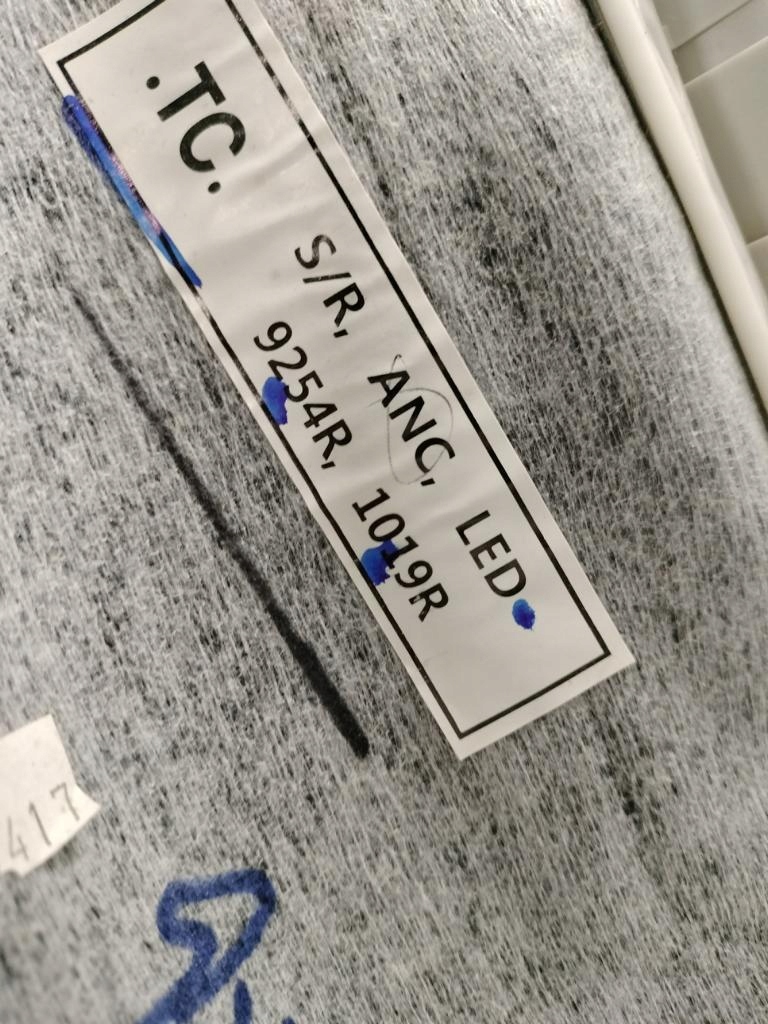 .TC.
S/R, ANC, LED
9254R, 1019R
417